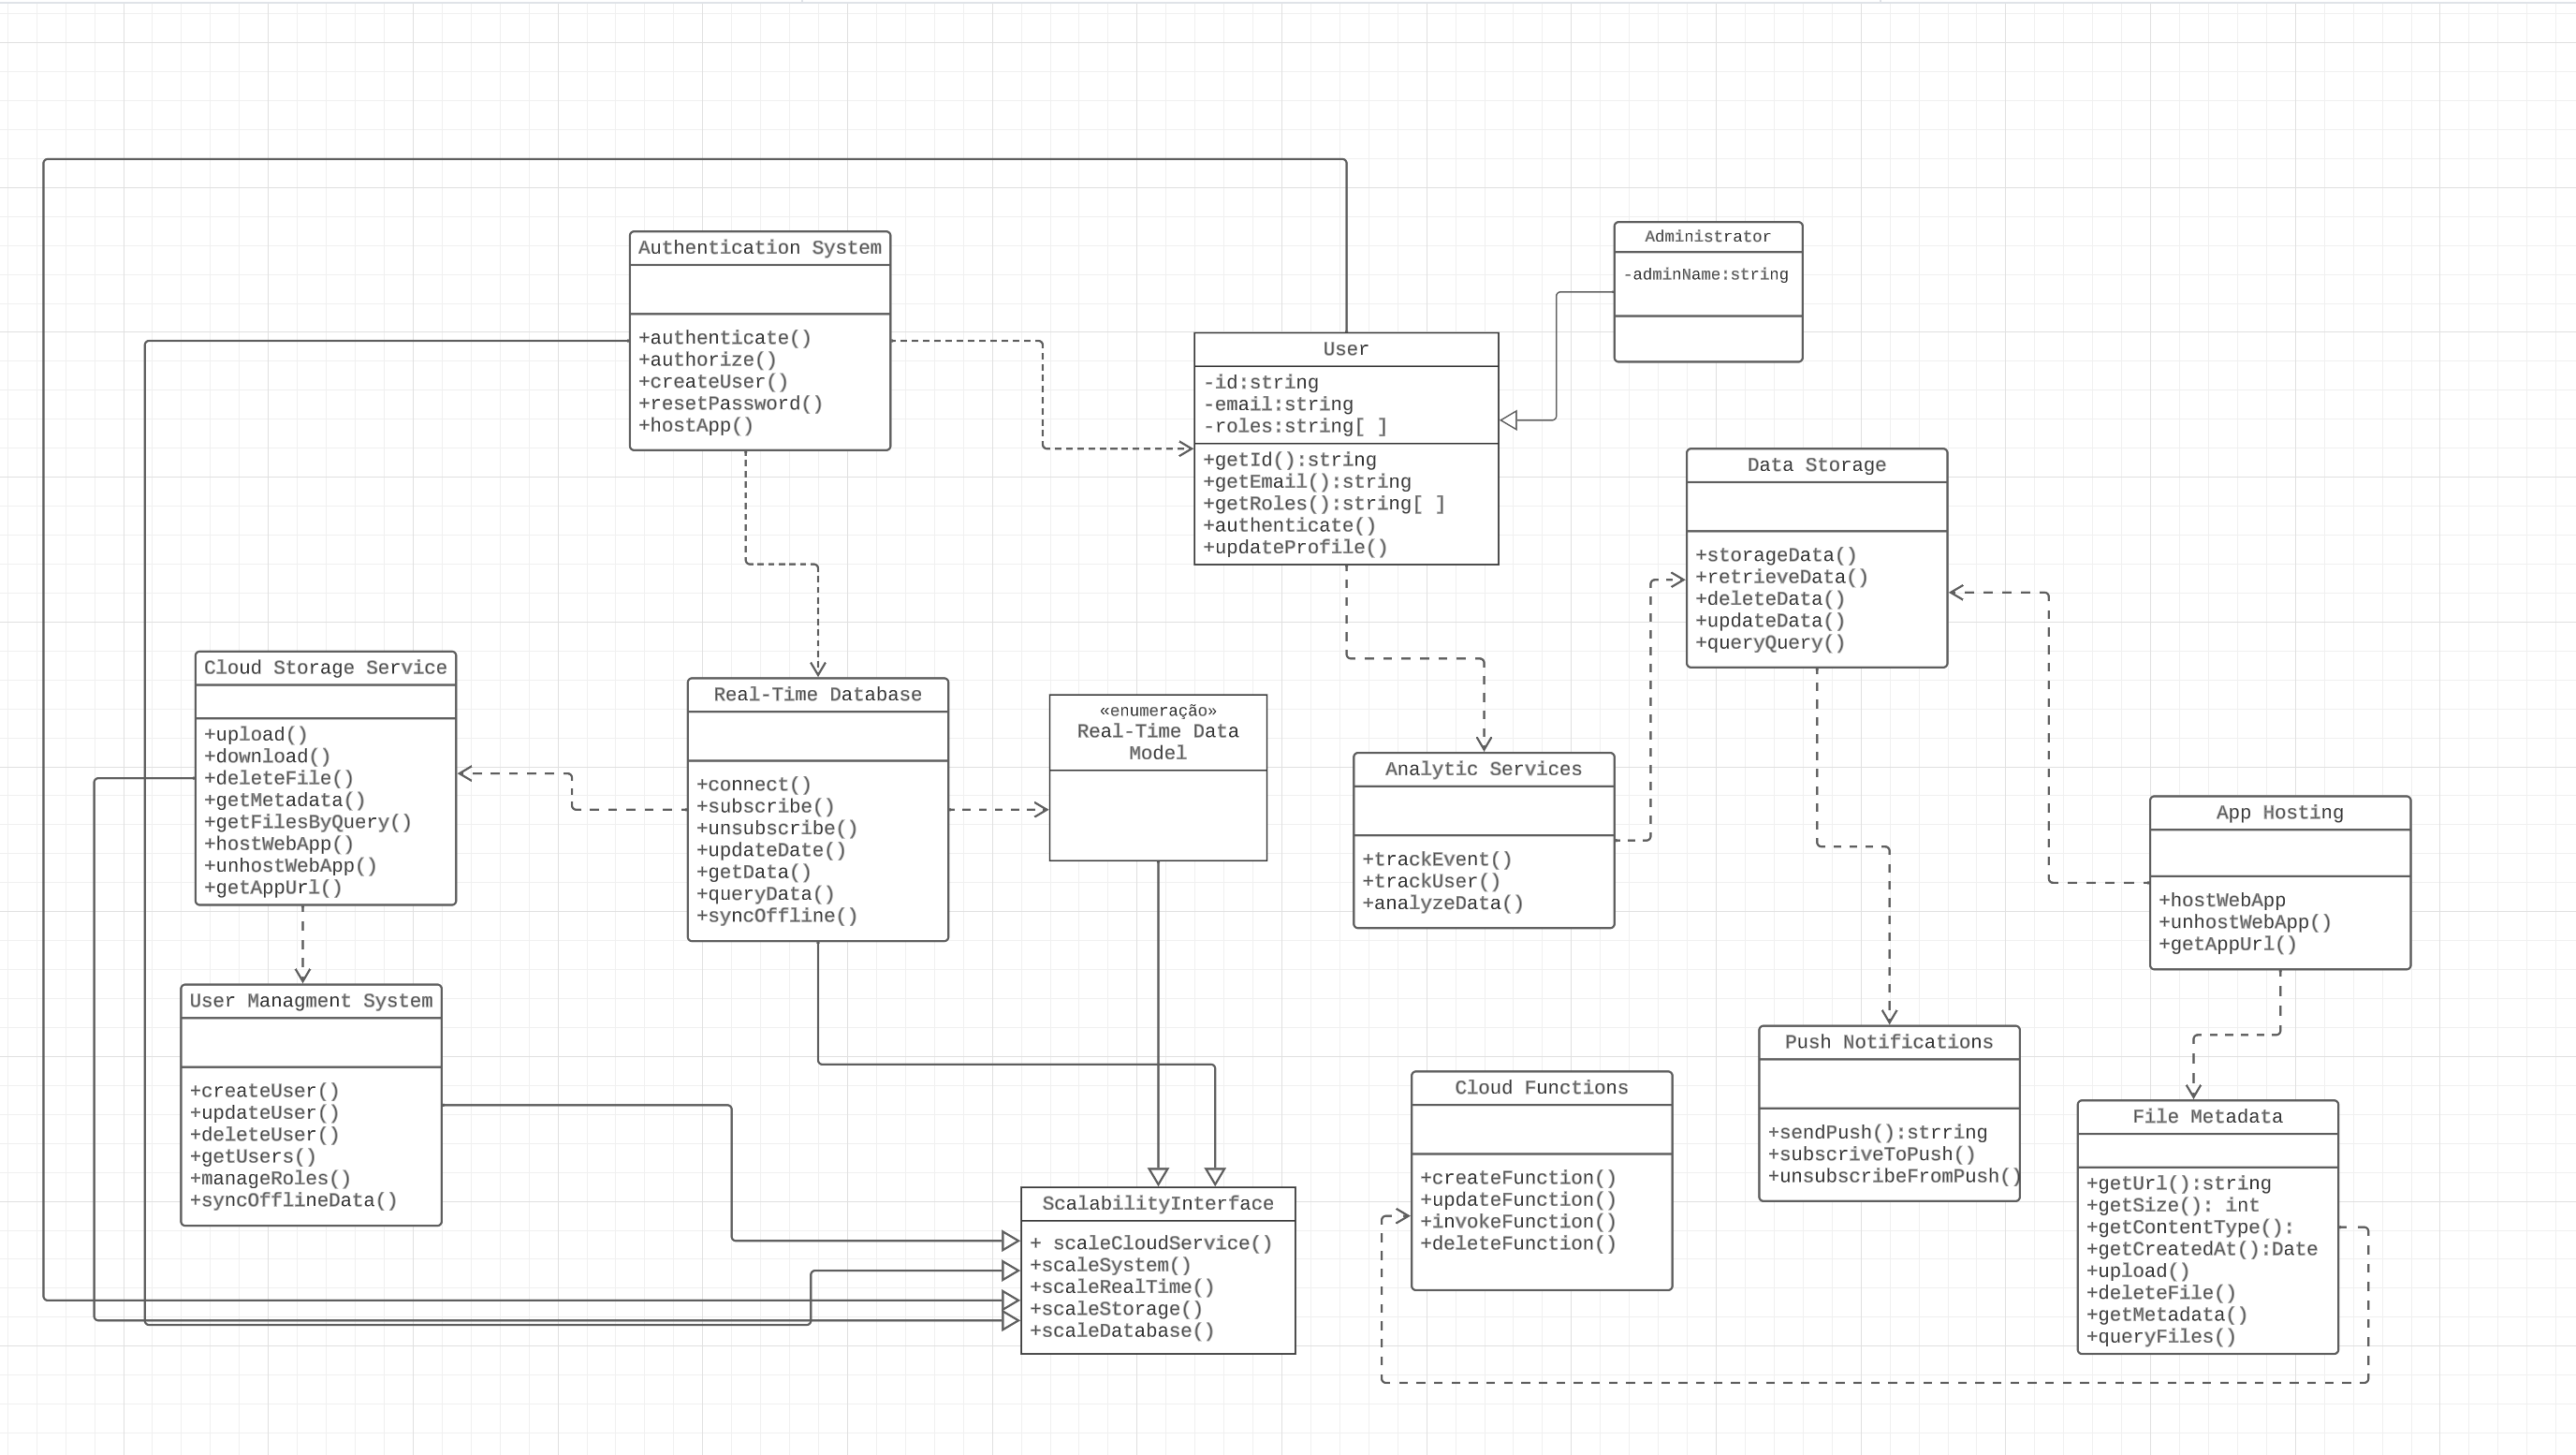 Authentication System
+authenticate()
+authorize()
+createUser()
+resetPassword()
+hostApp()
Administrator
-adminName:string
User
-id:string
-email:string
-roles:string[ ]
+getId():string
+getEmail():string
+getRoles():string[ ]
+authenticate()
+updateProfile()
Data Storage
+storageData()
+retrieveData()
+deleteData()
+updateData()
+queryQuery()
Cloud Storage Service
+upload()
+download()
+deleteFile()
+getMetadata()
+getFilesByQuery()
+hostWebApp()
+unhostWebApp()
+getAppUrl()
Real-Time Database
+connect()
+subscribe()
+unsubscribe()
+updateDate()
+getData()
+queryData()
+syncOffline()
«enumeração»
Real-Time Data
Model
Analytic Services
+trackEvent()
+trackUser()
+analyzeData()
App Hosting
+hostWebApp
+unhostWebApp()
+getAppUrl()
User Managment System
+createUser()
+updateUser()
+deleteUser()
+getUsers()
+manageRoles()
+syncOfflineData()
ScalabilityInterface
+ scaleCloudService()
+scaleSystem()
+scaleRealTime()
+scaleStorage()
+scaleDatabase()
Cloud Functions
+createFunction()
+updateFunction()
+invokeFunction()
+deleteFunction()
Push Notifications
+sendPush():strring
+subscriveToPush()
+unsubscribeFromPush()
File Metadata
+getUrl():string
+getSize(): int
+getContentType():
+getCreatedAt():Date
+upload()
+deleteFile()
+getMetadata()
+queryFiles()